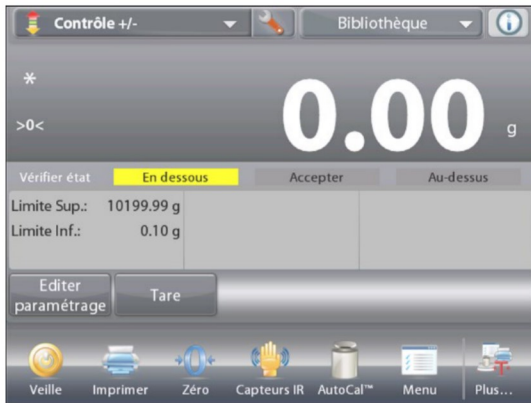 Contrôle +/-
Bibliothèque
*
>0<
0.00 g
Vérifier état En dessous Accepter Au-dessus
Limite Sup.: 10199.99 g
Limite Inf.: 0.10 g
Editer
paramétrage
Tare
Veille Imprimer Zéro Capteurs IR AutoCal™ Menu Plus...